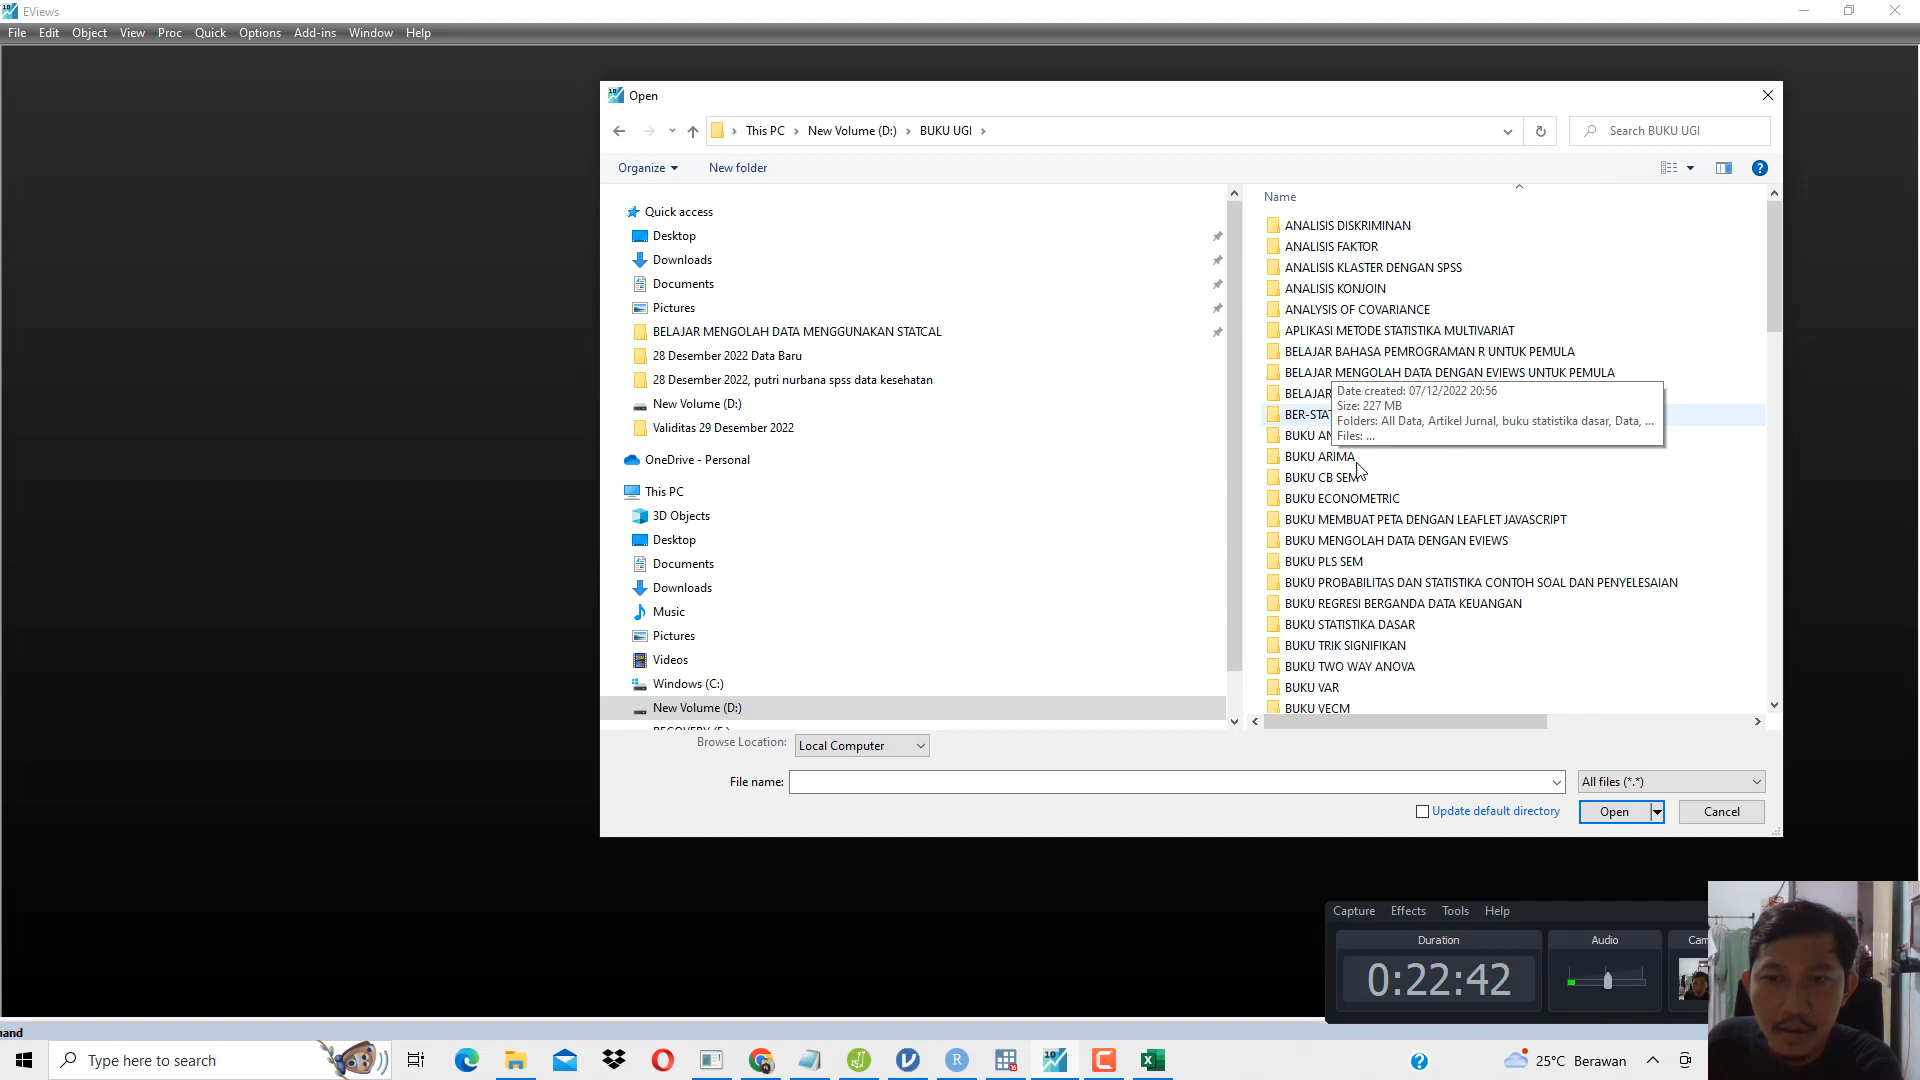 EViews
File Edit Object View Proc Quick Options Add-ins Window Help
Open
This PC New Volume (D:) BUKU UGI
Search BUKU UGI
Organize New folder
Quick access
Desktop
Downloads
Documents
Pictures
BELAJAR MENGOLAH DATA MENGGUNAKAN STATCAL
28 Desember 2022 Data Baru
28 Desember 2022, putri nurbana spss data kesehatan
New Volume (D:)
Validitas 29 Desember 2022
OneDrive - Personal
This PC
3D Objects
Desktop
Documents
Downloads
Music
Pictures
Videos
Windows (C:)
New Volume (D:)
Name
ANALISIS DISKRIMINAN
ANALISIS FAKTOR
ANALISIS KLASTER DENGAN SPSS
ANALISIS KONJOIN
ANALYSIS OF COVARIANCE
APLIKASI METODE STATISTIKA MULTIVARIAT
BELAJAR BAHASA PEMROGRAMAN R UNTUK PEMULA
BELAJAR MENGOLAH DATA DENGAN EVIEWS UNTUK PEMULA
BELAJAR
BER-STA
BUKU
BUKU ARIMA
BUKU CB SEM
BUKU ECONOMETRIC
BUKU MEMBUAT PETA DENGAN LEAFLET JAVASCRIPT
BUKU MENGOLAH DATA DENGAN EVIEWS
BUKU PLS SEM
BUKU PROBABILITAS DAN STATISTIKA CONTOH SOAL DAN PENYELESAIAN
BUKU REGRESI BERGANDA DATA KEUANGAN
BUKU STATISTIKA DASAR
BUKU TRIK SIGNIFIKAN
BUKU TWO WAY ANOVA
BUKU VAR
BUKU VECM
Date created: 07/12/2022 20:56
Size: 227 MB
Folders: All Data, Artikel Jurnal, buku statistika dasar, Data, ...
Files: ...
Browse Location: Local Computer
File name:
All files (*.*)
Update default directory
Open Cancel
Capture Effects Tools Help
Duration Audio Cam
0:22:42
nand
Type here to search
25°C Berawan